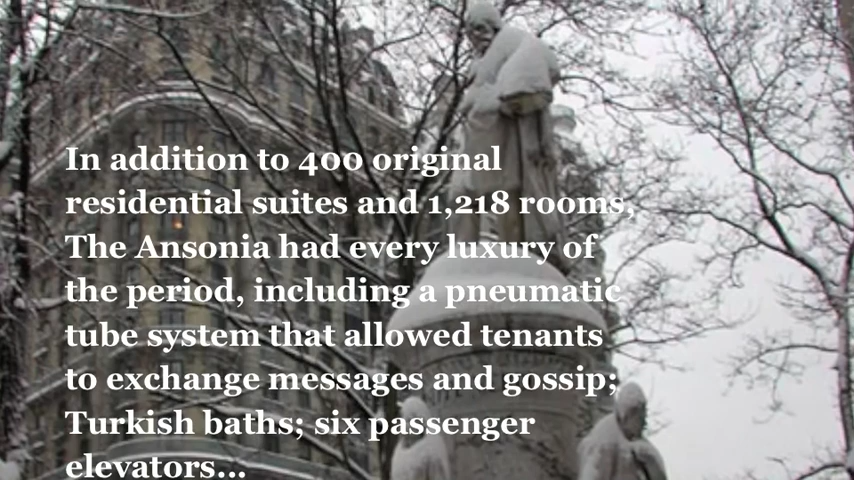 In addition to 400 original
residential suites and 1,218 rooms,
The Ansonia had every luxury of
the period, including a pneumatic
tube system that allowed tenants
to exchange messages and gossip;
Turkish baths; six passenger
elevators...